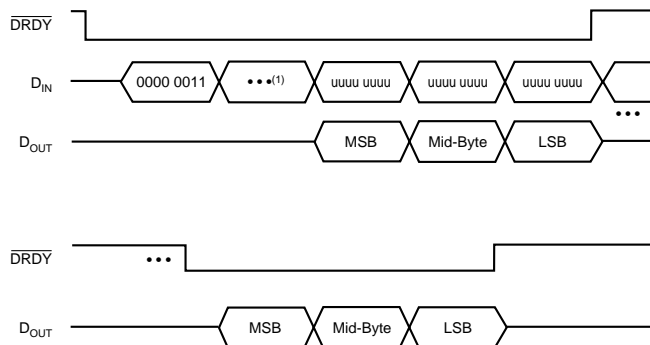 DRDY
DIN 0000 0011 •••(1) uuuu uuuu uuuu uuuu uuuu uuuu
•••
DOUT MSB Mid-Byte LSB
DRDY •••
DOUT MSB Mid-Byte LSB